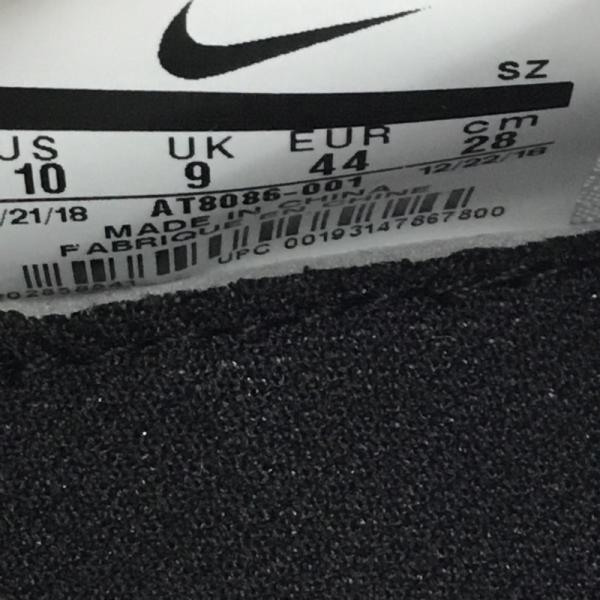 SZ
US UK EUR cm
10 9 44 28
/21/18 AT8086-001 12/22/18
MADE IN CHINA
FABRIQUE EN CHINE
UPC 00193147867800